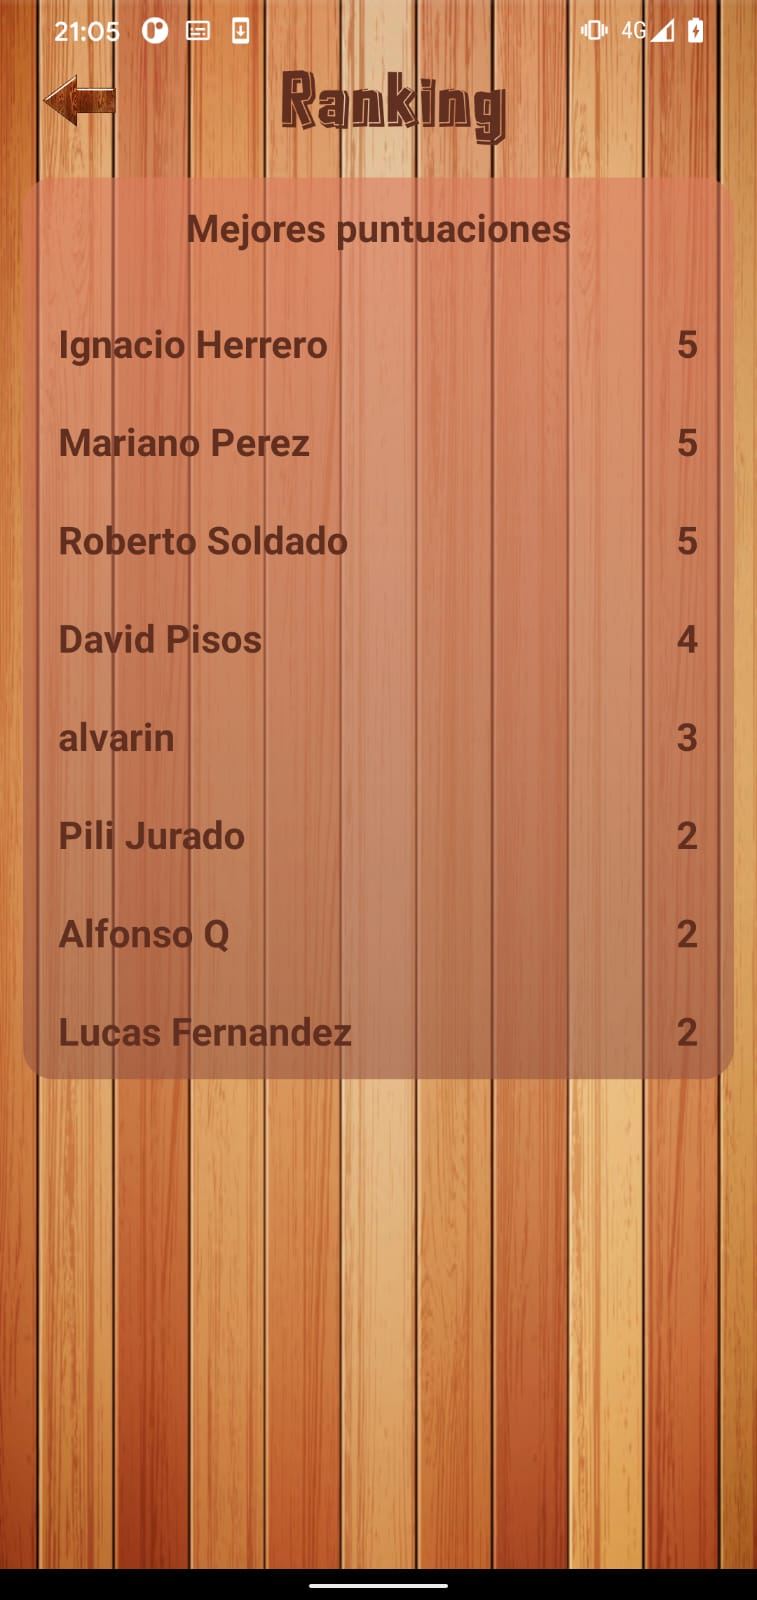 21:05 4G
Ranking
Mejores puntuaciones
Ignacio Herrero 5
Mariano Perez 5
Roberto Soldado 5
David Pisos 4
alvarin 3
Pili Jurado 2
Alfonso Q 2
Lucas Fernandez 2